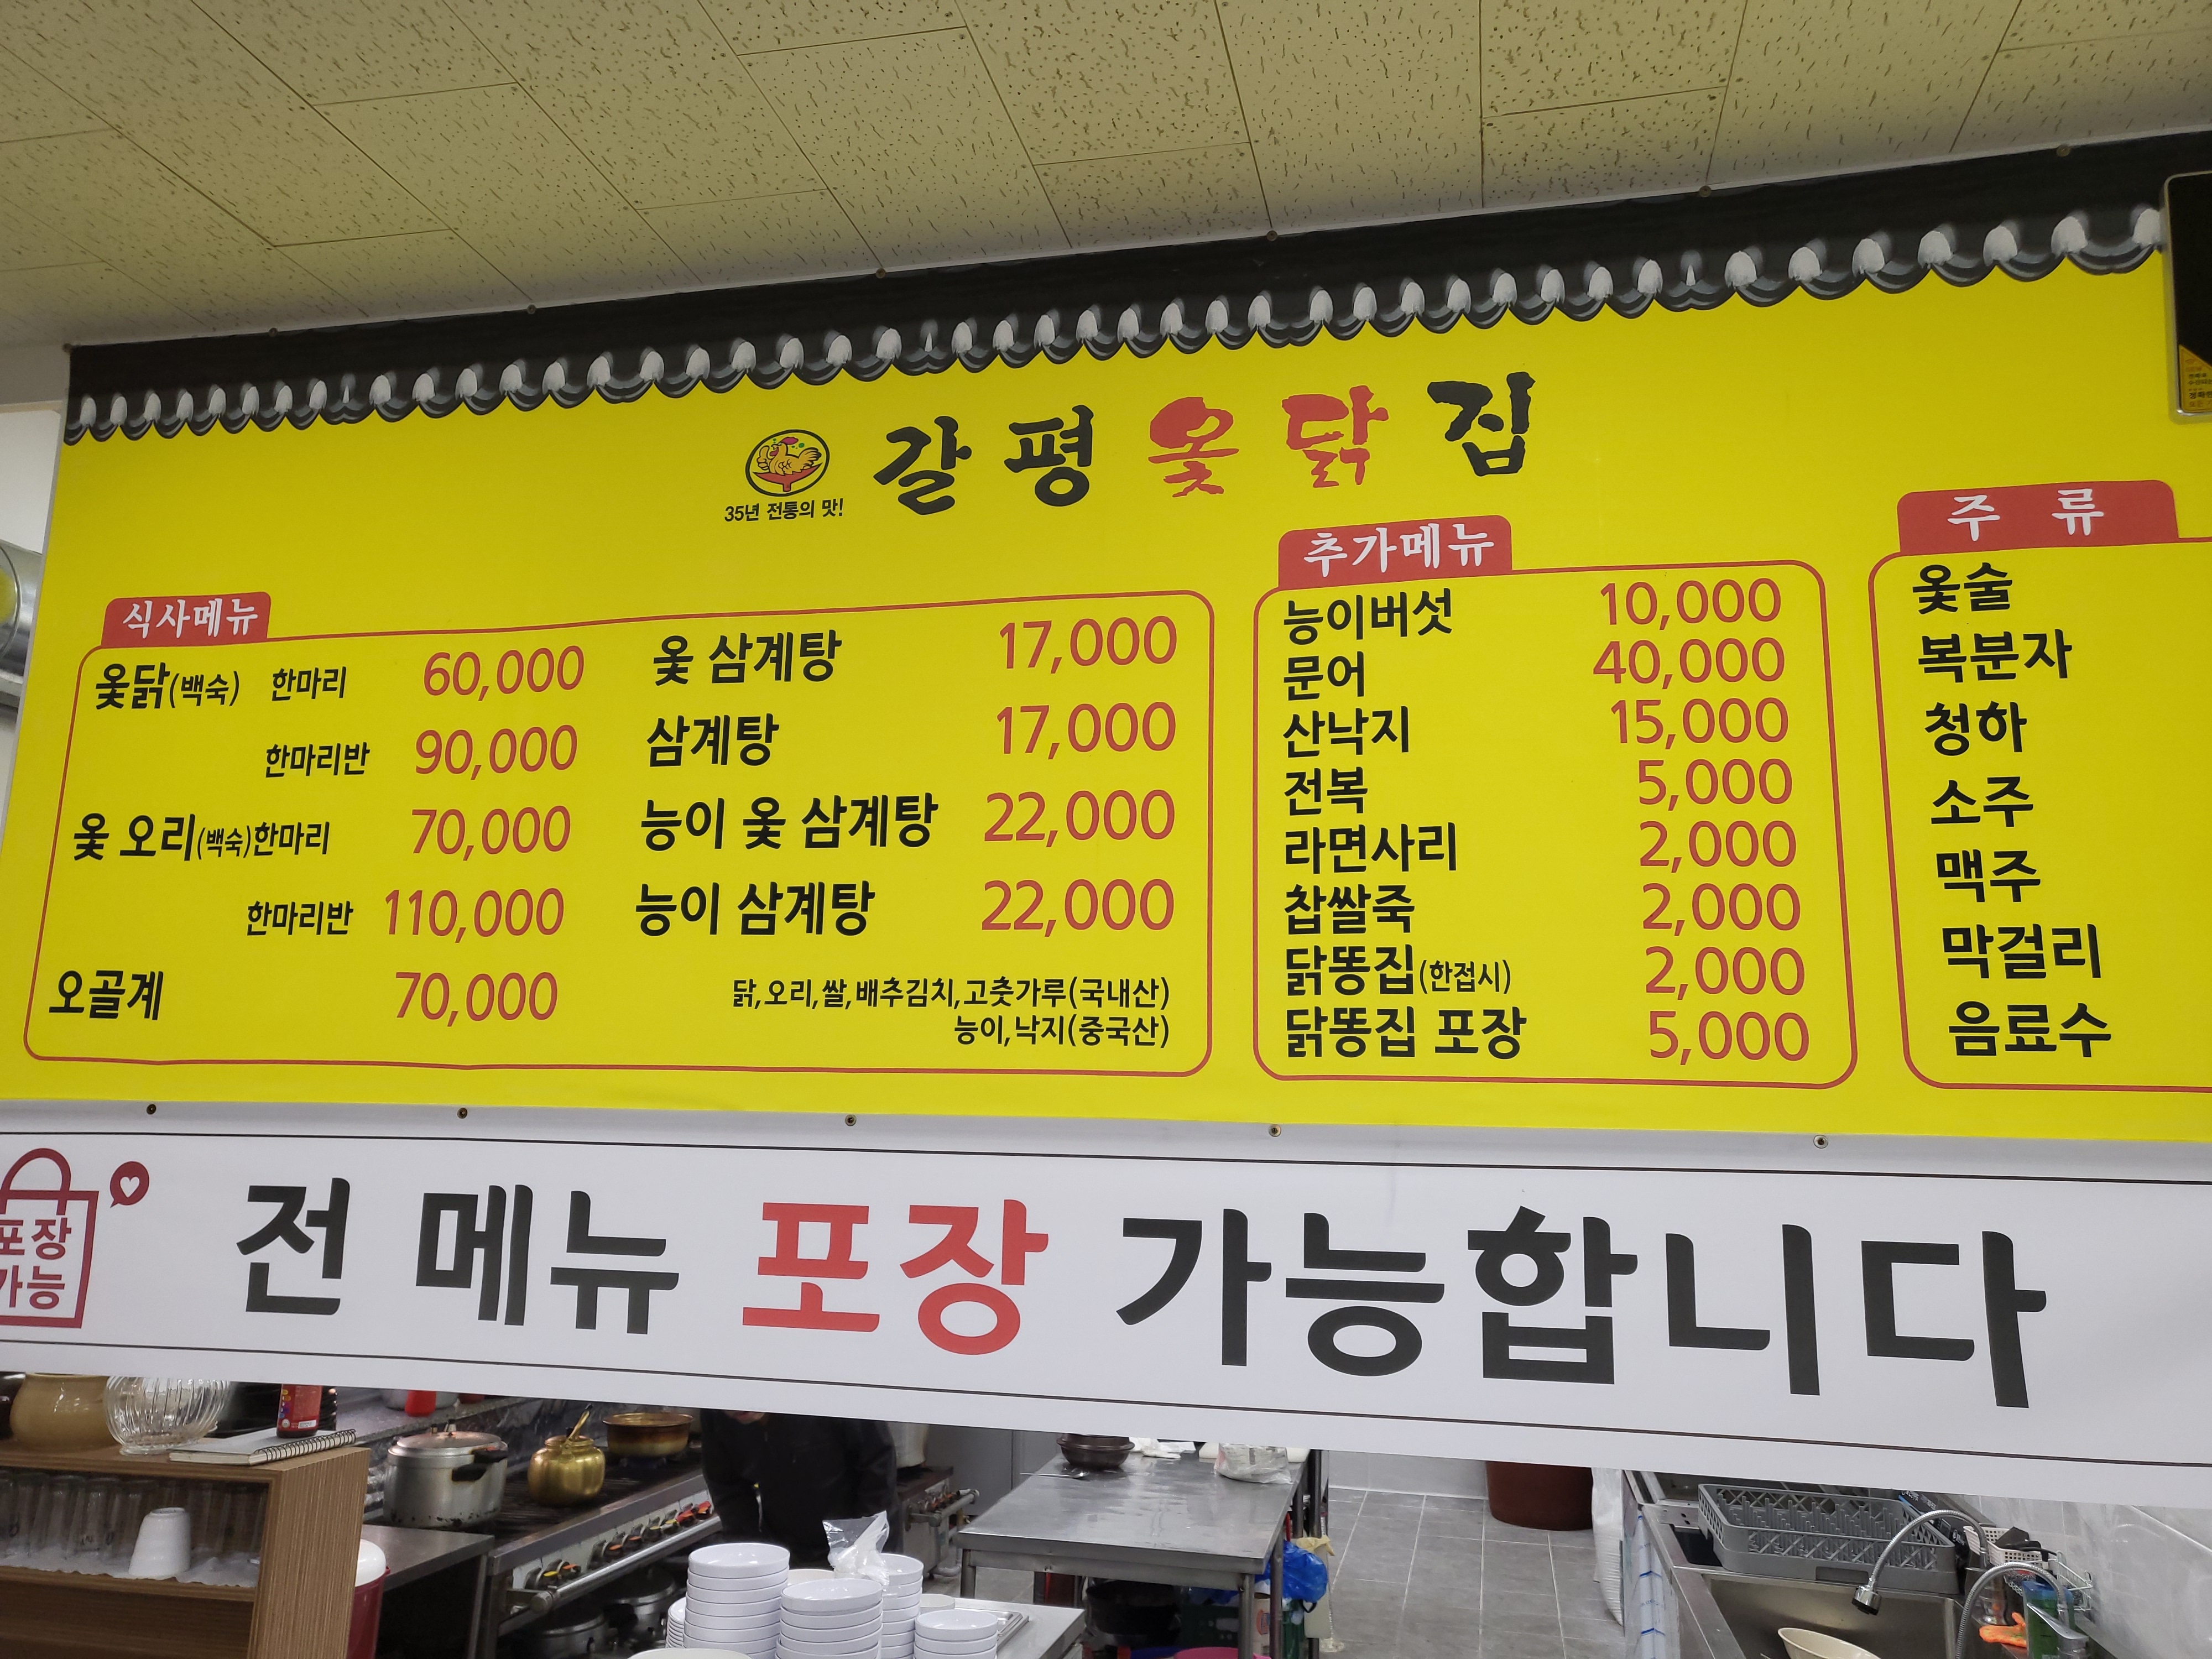 갈평 옻닭집
35년 전통의 맛!
식사메뉴
옻닭(백숙) 한마리 60,000
한마리반 90,000
옻 오리(백숙)한마리 70,000
한마리반 110,000
오골계 70,000
옻 삼계탕 17,000
삼계탕 17,000
능이 옻 삼계탕 22,000
능이 삼계탕 22,000
닭,오리,쌀,배추김치,고춧가루(국내산)
능이,낙지(중국산)
추가메뉴
능이버섯 10,000
문어 40,000
산낙지 15,000
전복 5,000
라면사리 2,000
찹쌀죽 2,000
닭똥집(한접시) 2,000
닭똥집 포장 5,000
주 류
옻술
복분자
청하
소주
맥주
막걸리
음료수
포장
가능
전 메뉴 포장 가능합니다